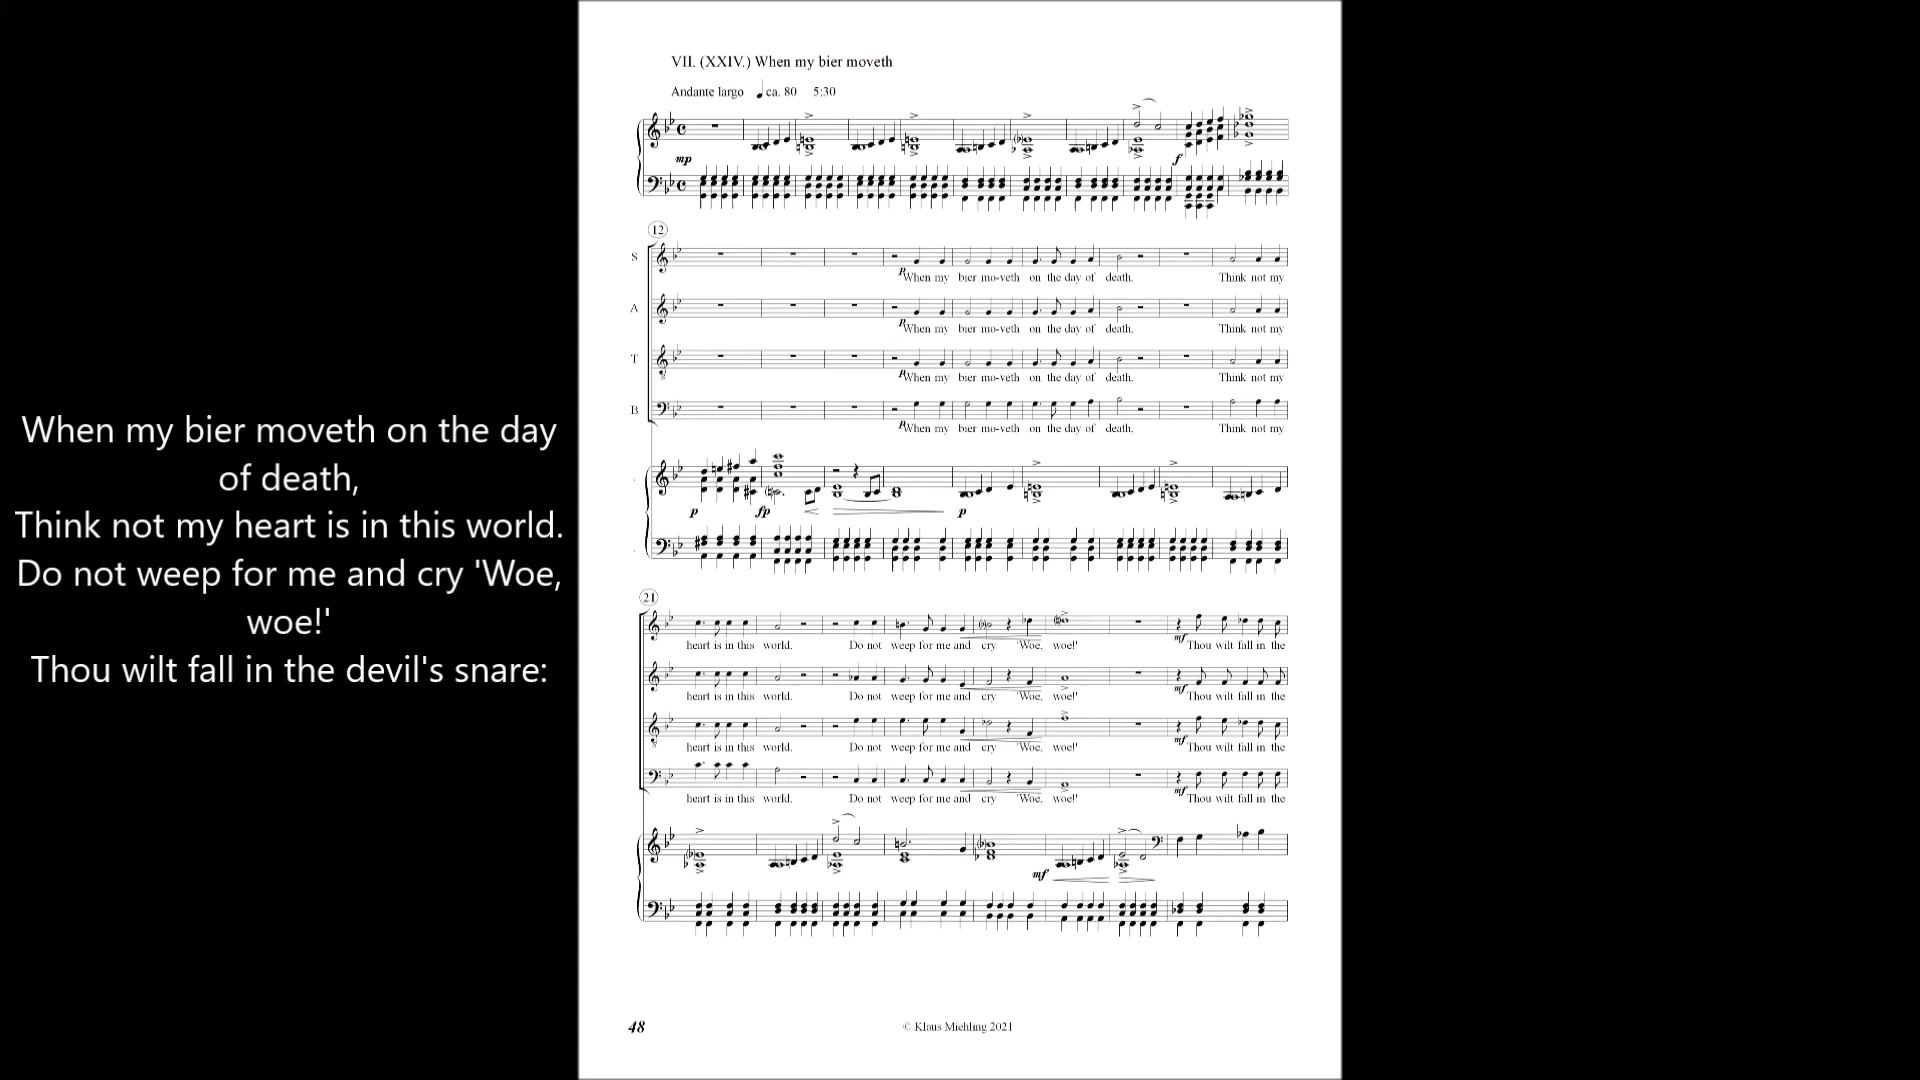 When my bier moveth on the day
of death,
Think not my heart is in this world.
Do not weep for me and cry 'Woe,
woe!'
Thou wilt fall in the devil's snare:
VII. (XXIV.) When my bier moveth
Andante largo ca. 80 5:30
mp f
12
S
p When my bier mo-veth on the day of death, Think not my
A
p When my bier mo-veth on the day of death, Think not my
T
p When my bier mo-veth on the day of death, Think not my
B
p When my bier mo-veth on the day of death, Think not my
p fp p
21
mf
heart is in this world. Do not weep for me and cry 'Woe, woe!' Thou wilt fall in the
mf
heart is in this world. Do not weep for me and cry 'Woe, woe!' Thou wilt fall in the
mf
heart is in this world. Do not weep for me and cry 'Woe, woe!' Thou wilt fall in the
mf
heart is in this world. Do not weep for me and cry 'Woe, woe!' Thou wilt fall in the
mf
48 © Klaus Miehling 2021